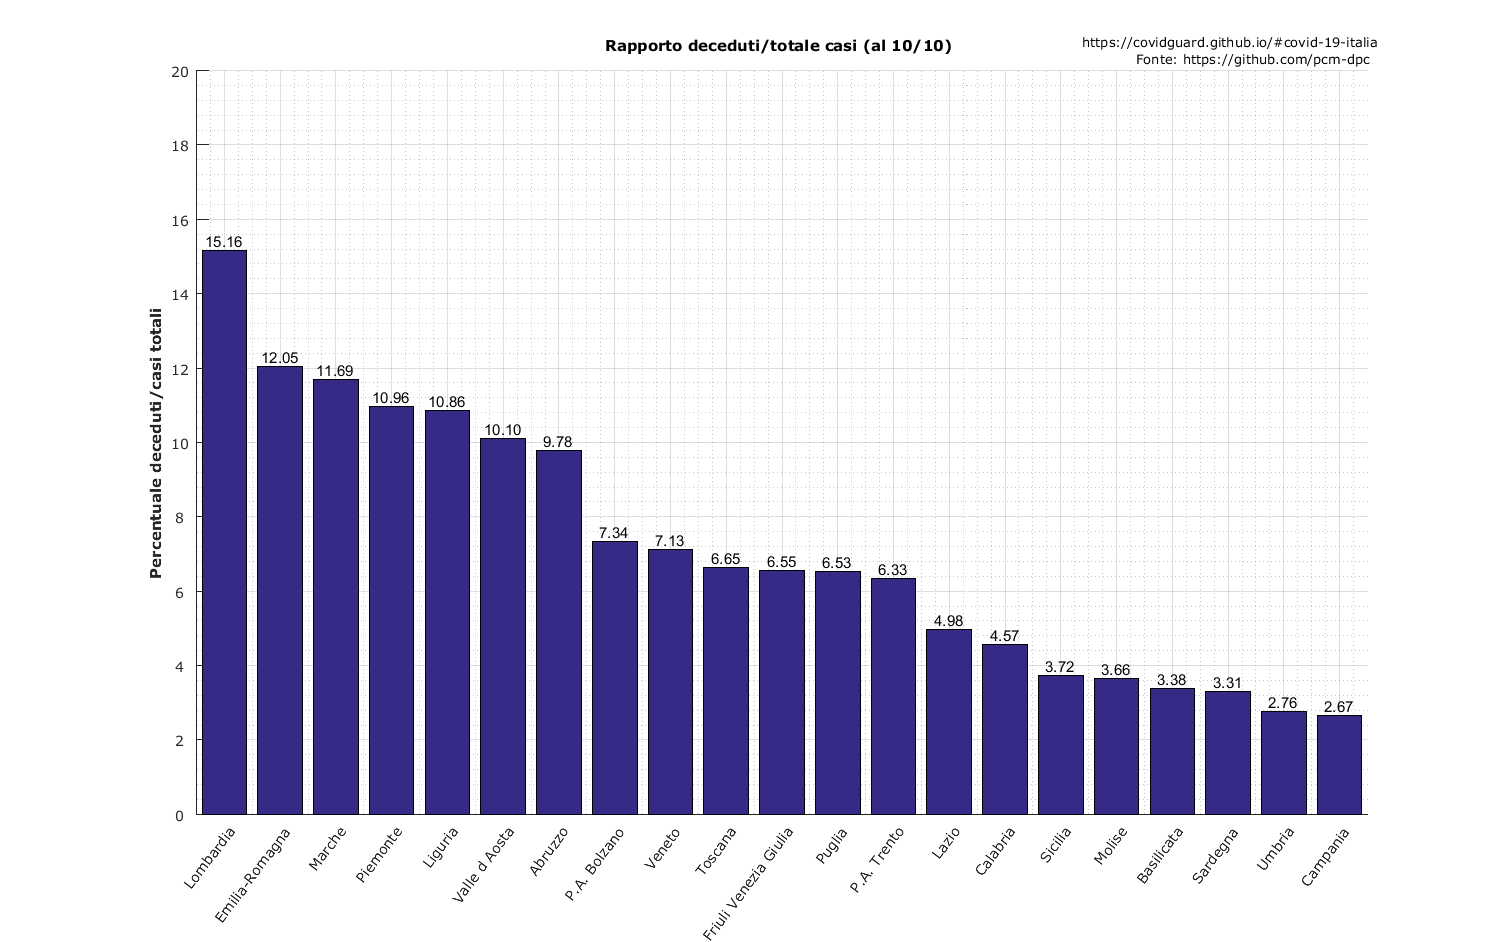 Rapporto deceduti/totale casi (al 10/10)
https://covidguard.github.io/#covid-19-italia
Fonte: https://github.com/pcm-dpc
Percentuale deceduti/casi totali
20
18
16
14
12
10
8
6
4
2
0
15.16
12.05
11.69
10.96
10.86
10.10
9.78
7.34
7.13
6.65
6.55
6.53
6.33
4.98
4.57
3.72
3.66
3.38
3.31
2.76
2.67
Lombardia
Emilia-Romagna
Marche
Piemonte
Liguria
Valle d Aosta
Abruzzo
P.A. Bolzano
Veneto
Toscana
Friuli Venezia Giulia
Puglia
P.A. Trento
Lazio
Calabria
Sicilia
Molise
Basilicata
Sardegna
Umbria
Campania